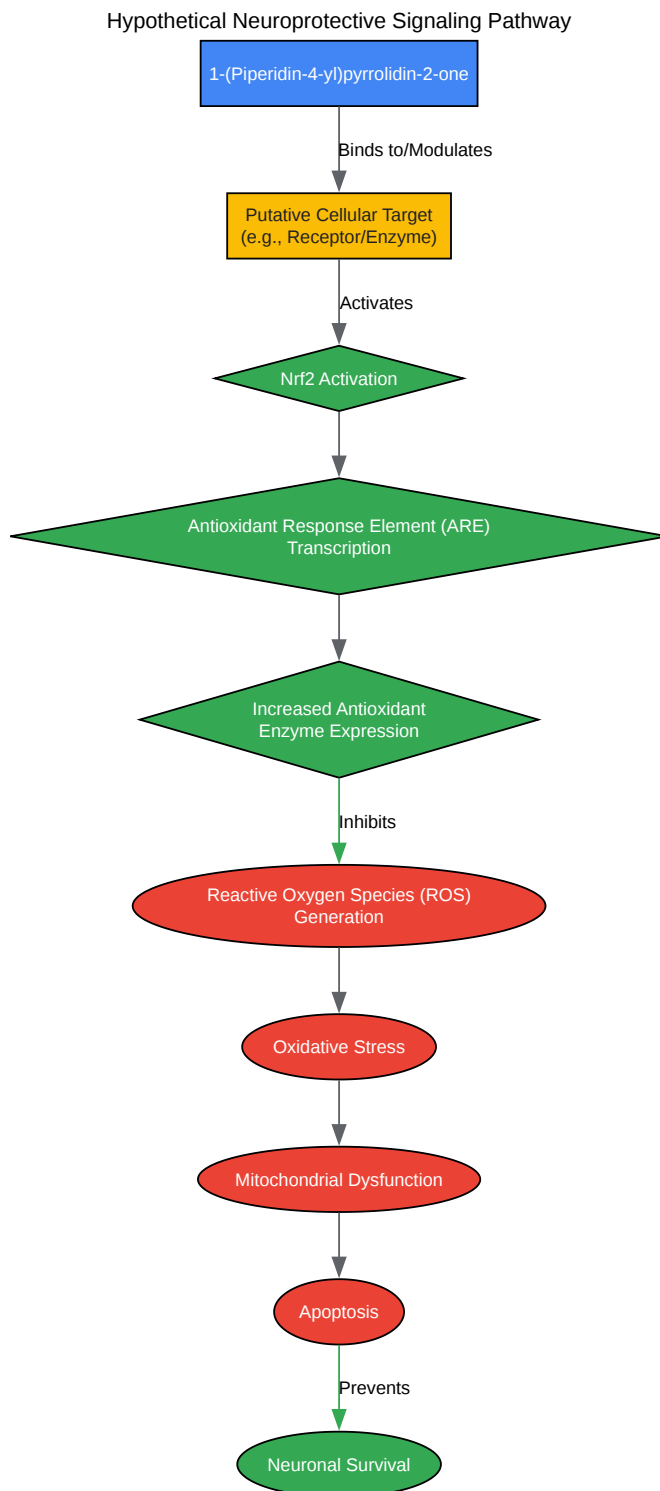 Hypothetical Neuroprotective Signaling Pathway
1-(Piperidin-4-yl)pyrrolidin-2-one
Binds to/Modulates
Putative Cellular Target
(e.g., Receptor/Enzyme)
Activates
Nrf2 Activation
Antioxidant Response Element (ARE)
Transcription
Increased Antioxidant
Enzyme Expression
Inhibits
Reactive Oxygen Species (ROS)
Generation
Oxidative Stress
Mitochondrial Dysfunction
Apoptosis
Prevents
Neuronal Survival